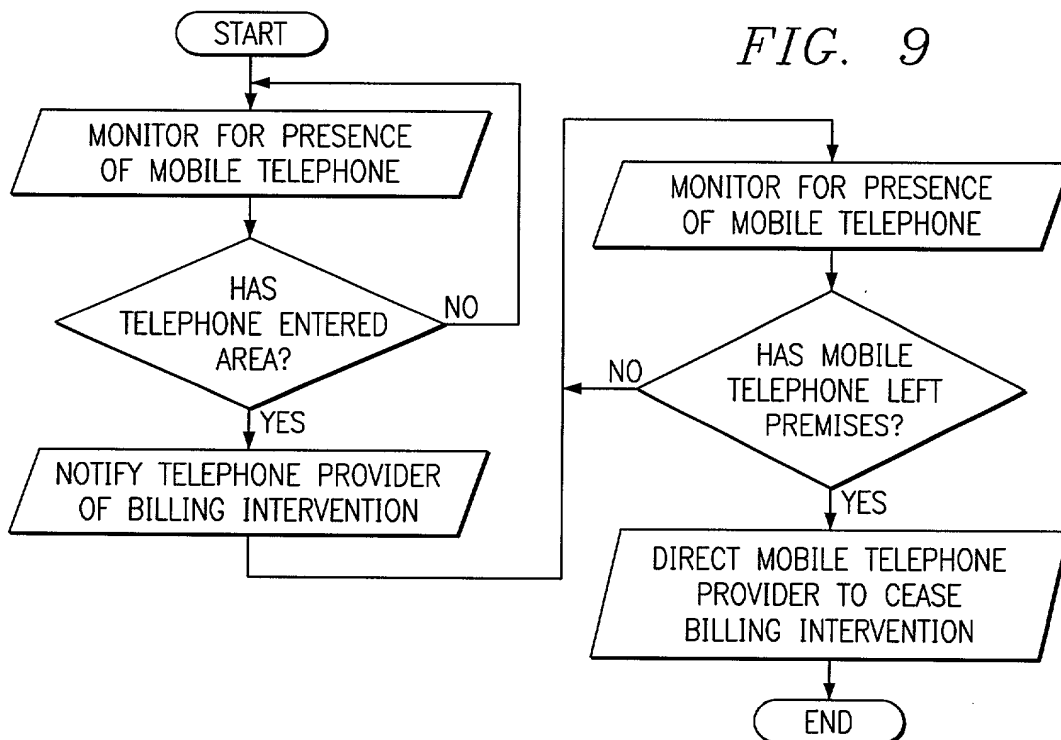 FIG. 9
START
MONITOR FOR PRESENCE
OF MOBILE TELEPHONE
HAS
TELEPHONE ENTERED
AREA?
NO
YES
NOTIFY TELEPHONE PROVIDER
OF BILLING INTERVENTION
MONITOR FOR PRESENCE
OF MOBILE TELEPHONE
HAS MOBILE
TELEPHONE LEFT
PREMISES?
NO
YES
DIRECT MOBILE TELEPHONE
PROVIDER TO CEASE
BILLING INTERVENTION
END